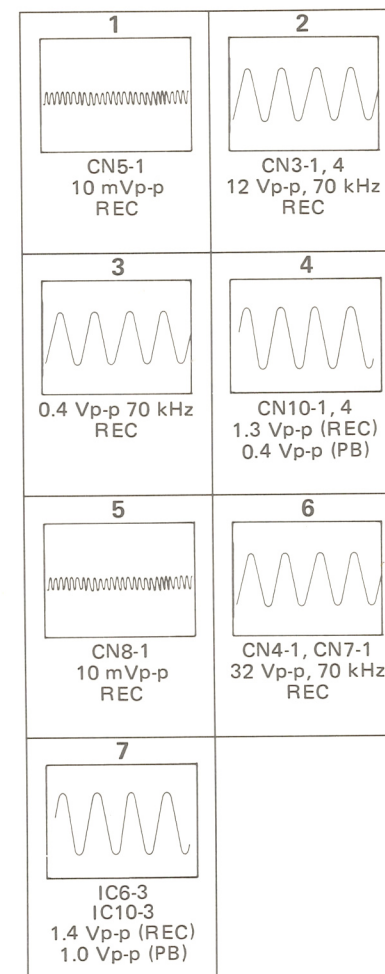 1
CN5-1
10 mVp-p
REC
2
CN3-1, 4
12 Vp-p, 70 kHz
REC
3
0.4 Vp-p 70 kHz
REC
4
CN10-1, 4
1.3 Vp-p (REC)
0.4 Vp-p (PB)
5
CN8-1
10 mVp-p
REC
6
CN4-1, CN7-1
32 Vp-p, 70 kHz
REC
7
IC6-3
IC10-3
1.4 Vp-p (REC)
1.0 Vp-p (PB)